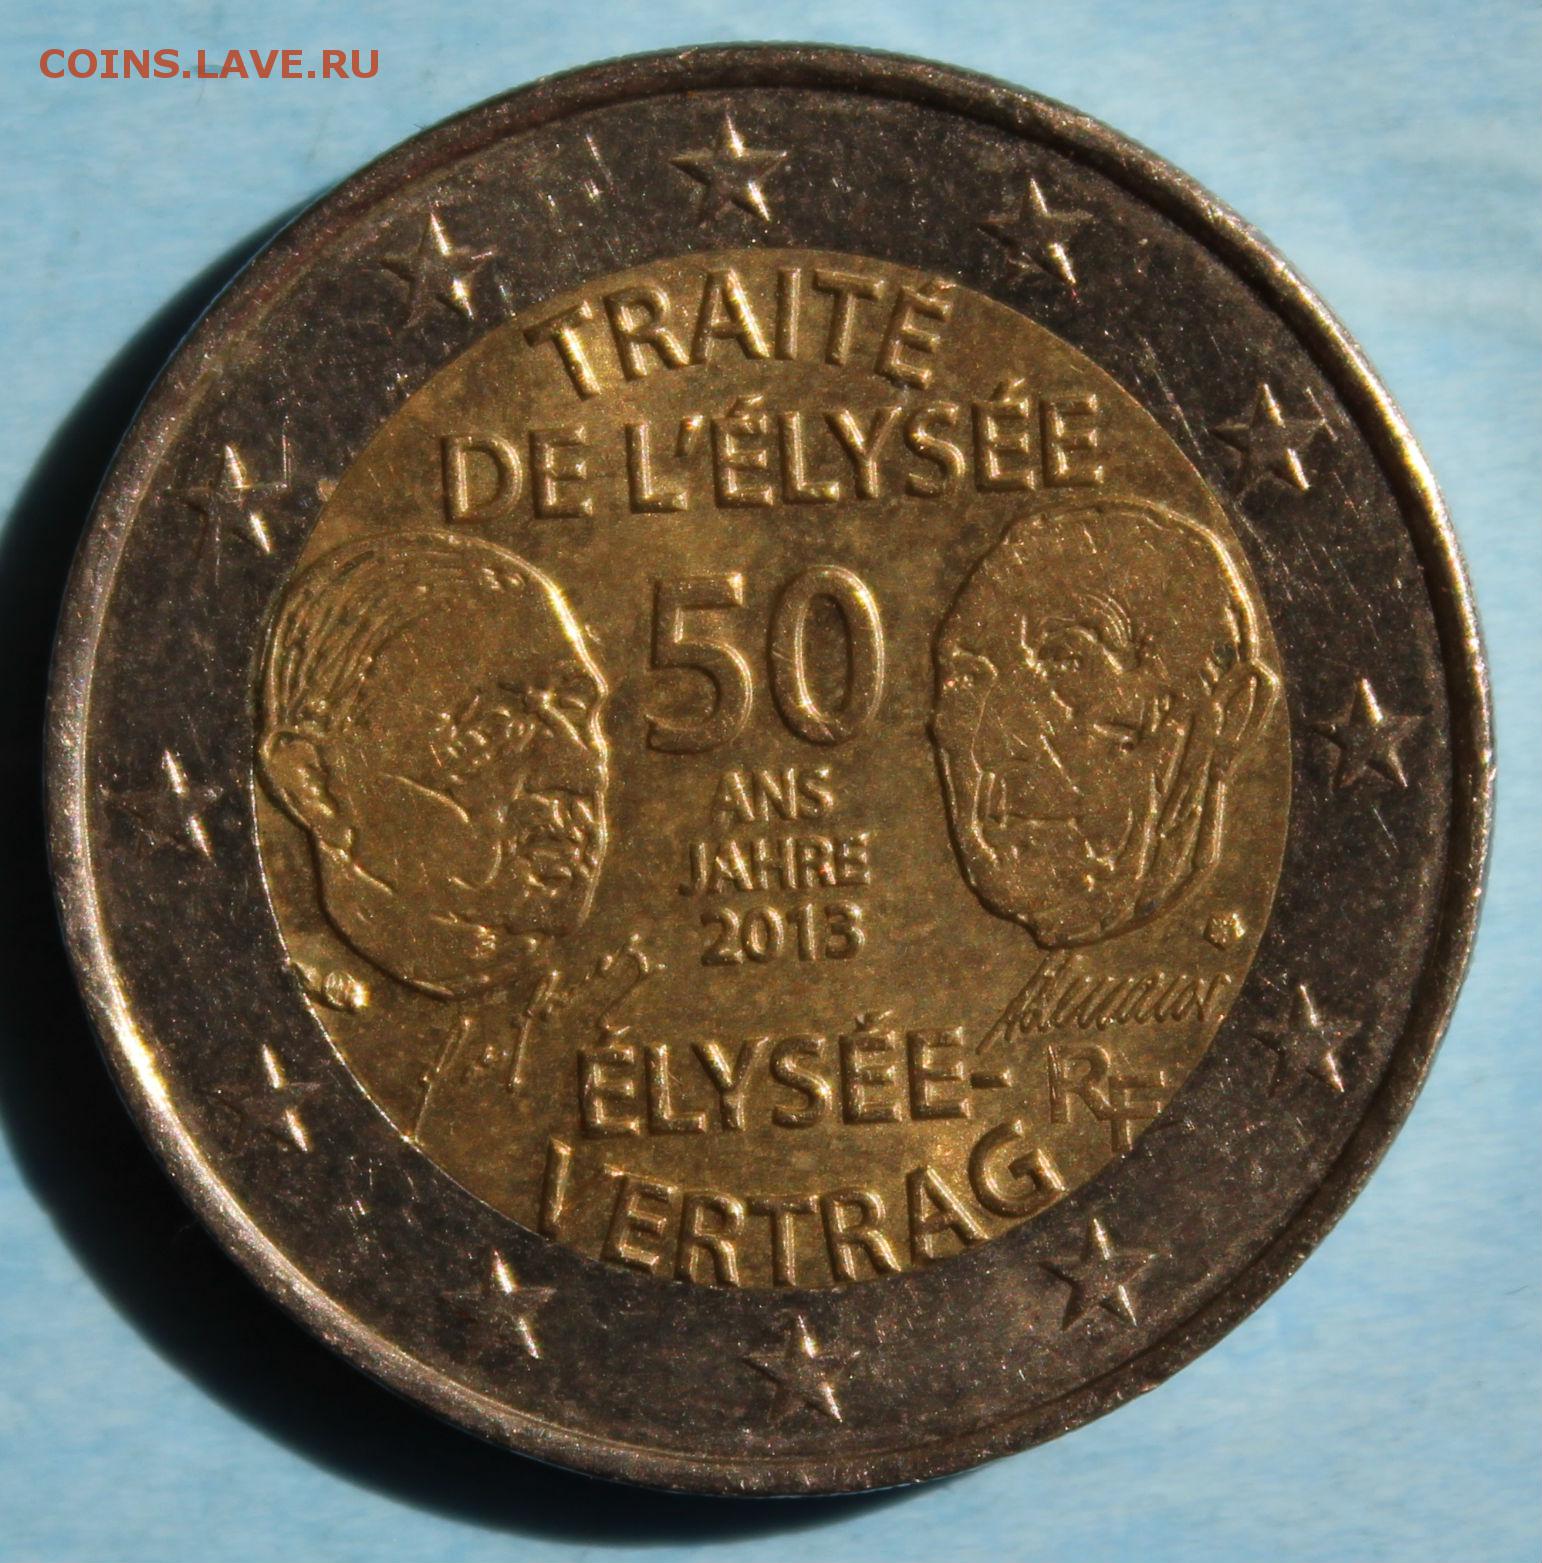 COINS.LAVE.RU
TRAITÉ
DE L'ÉLYSÉE
50
ANS
JAHRE
2013
ÉLYSÉE-
VERTRAG
RF